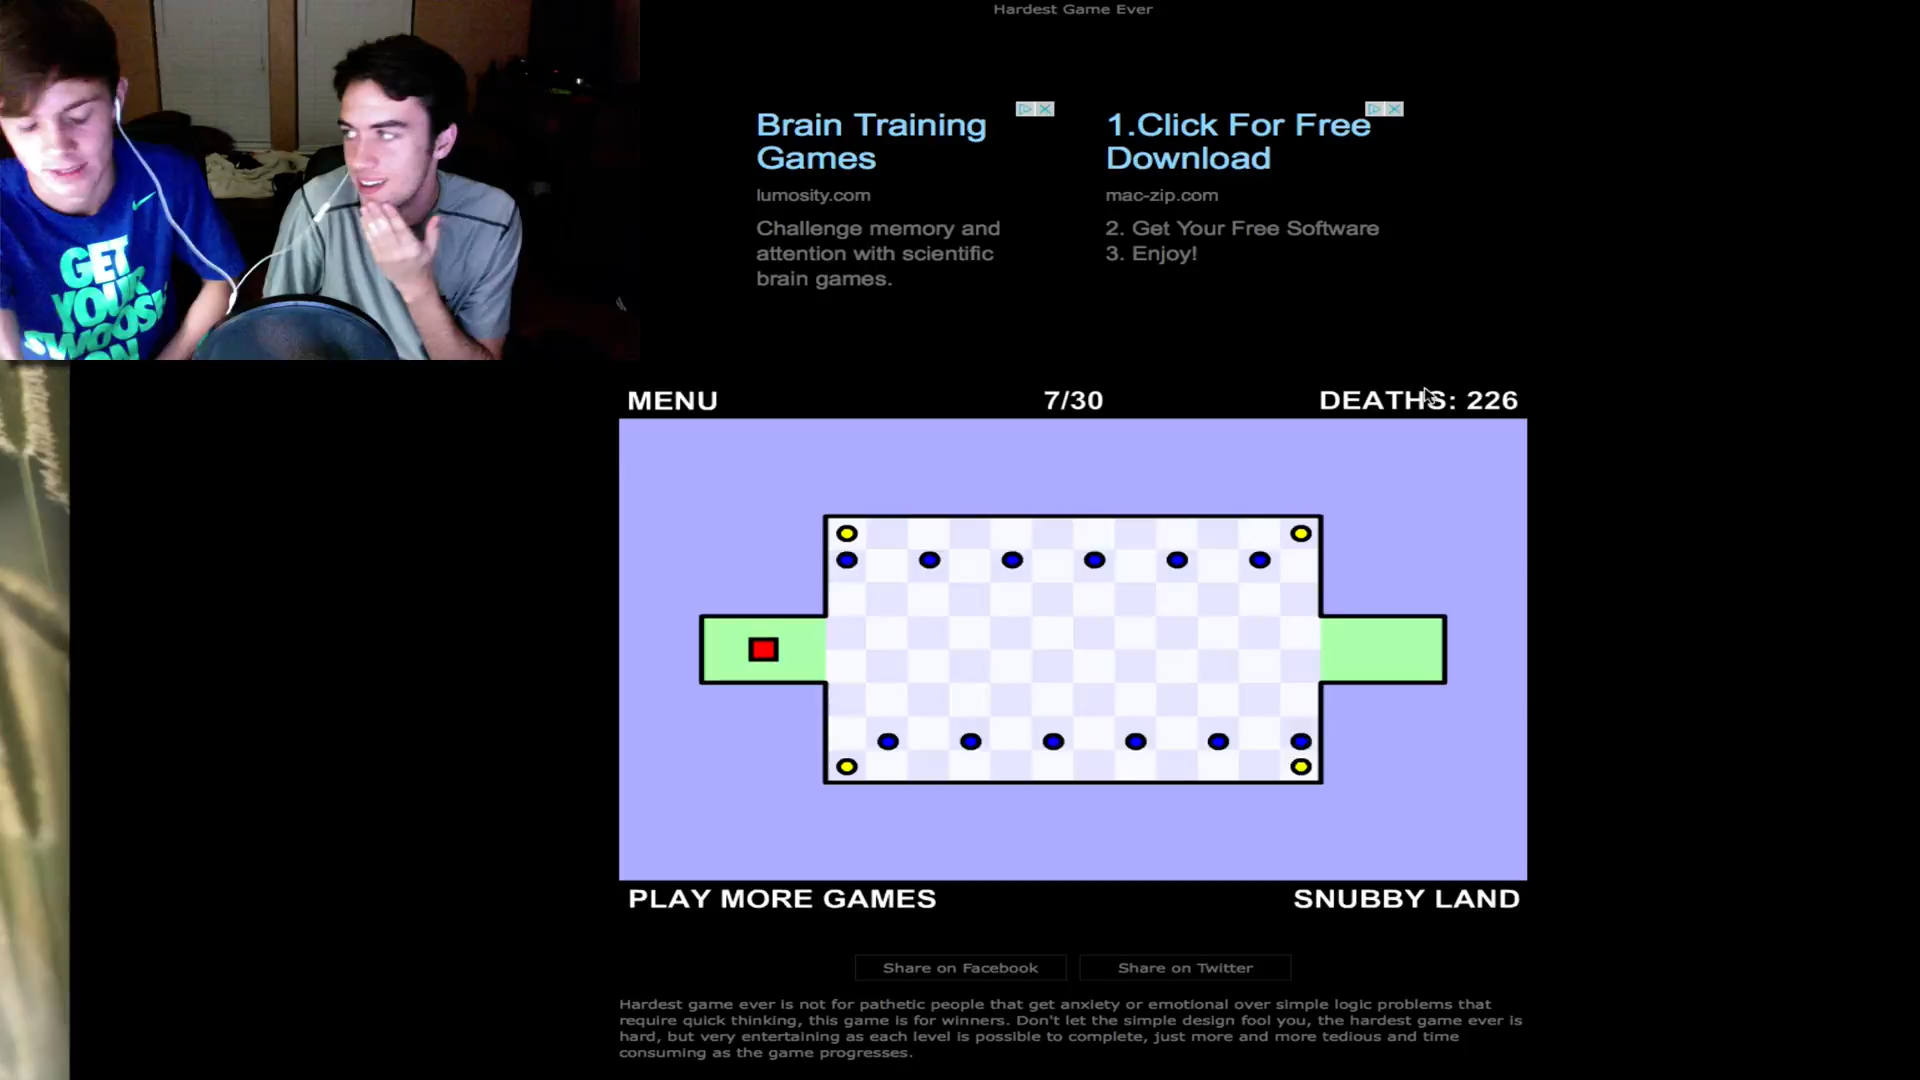 Hardest Game Ever
Brain Training
Games
lumosity.com
Challenge memory and
attention with scientific
brain games.
1.Click For Free
Download
mac-zip.com
2. Get Your Free Software
3. Enjoy!
GET
YOUR
SWOOSH
ON
MENU 7/30 DEATHS: 226
PLAY MORE GAMES SNUBBY LAND
Share on Facebook Share on Twitter
Hardest game ever is not for pathetic people that get anxiety or emotional over simple logic problems that
require quick thinking, this game is for winners. Don't let the simple design fool you, the hardest game ever is
hard, but very entertaining as each level is possible to complete, just more and more tedious and time
consuming as the game progresses.